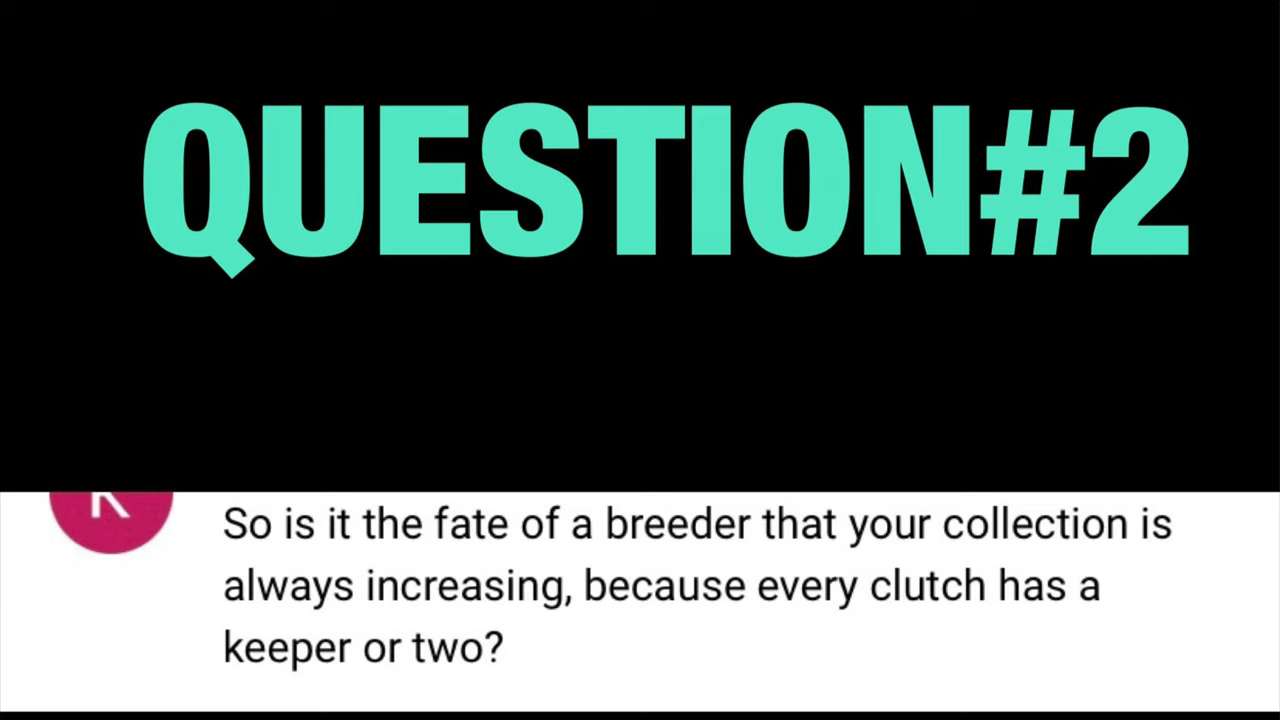 QUESTION#2
So is it the fate of a breeder that your collection is
always increasing, because every clutch has a
keeper or two?